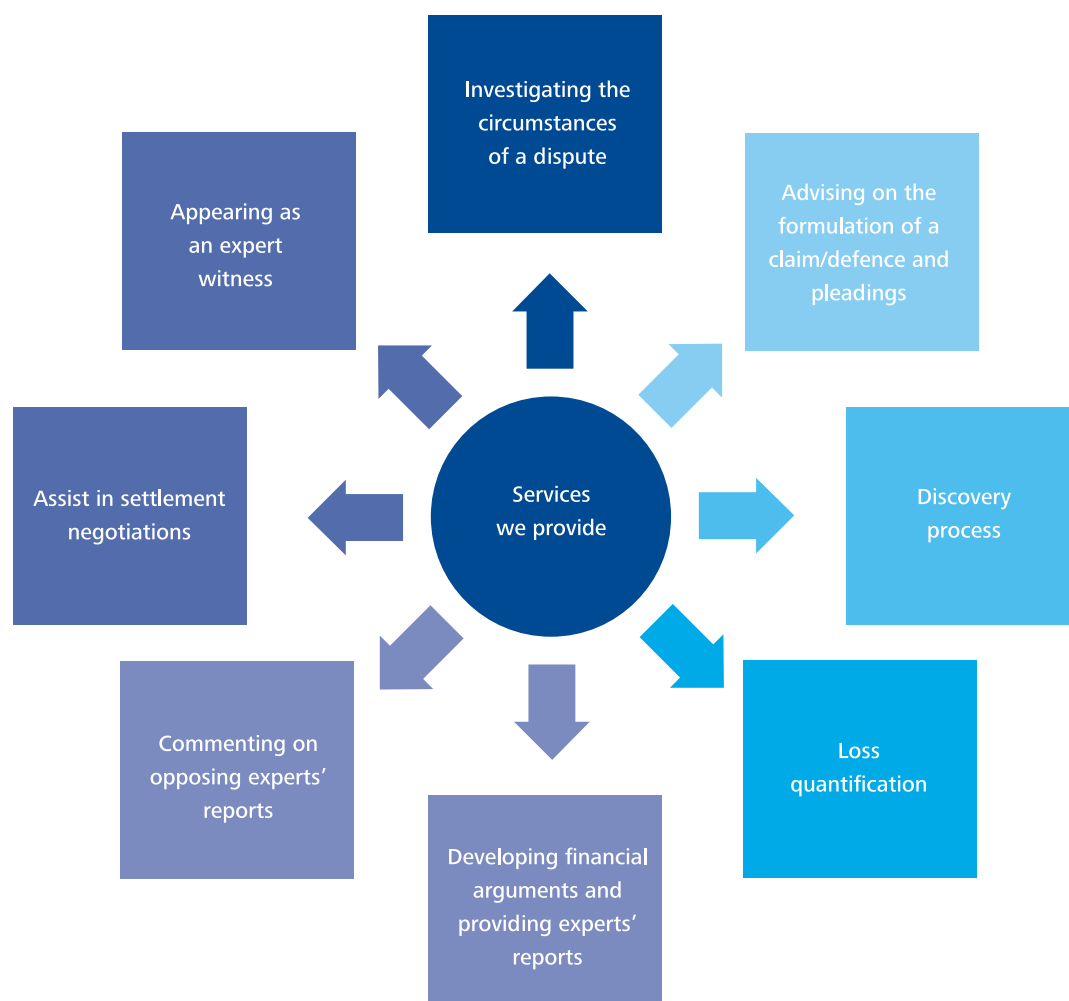 Investigating the
circumstances
of a dispute
Advising on the
formulation of a
claim/defence and
pleadings
Discovery
process
Loss
quantification
Developing financial
arguments and
providing experts’
reports
Commenting on
opposing experts’
reports
Assist in settlement
negotiations
Appearing as
an expert
witness
Services
we provide